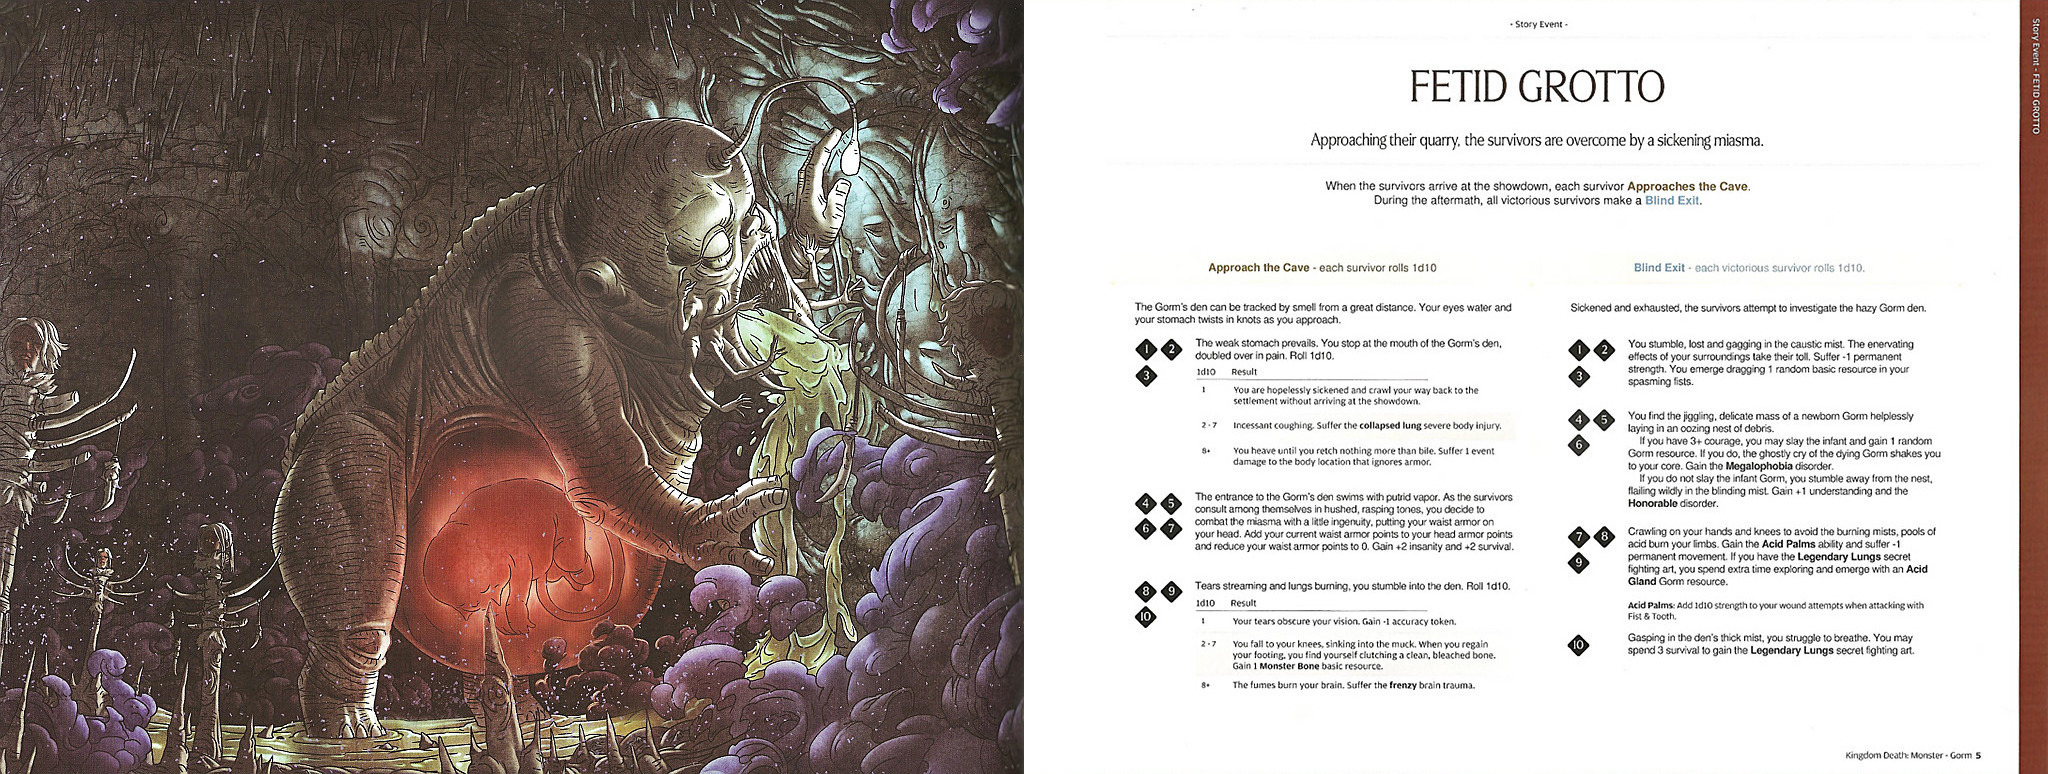 - Story Event -
Story Event - FETID GROTTO
FETID GROTTO
Approaching their quarry, the survivors are overcome by a sickening miasma.
When the survivors arrive at the showdown, each survivor Approaches the Cave.
During the aftermath, all victorious survivors make a Blind Exit.
Approach the Cave - each survivor rolls 1d10
The Gorm's den can be tracked by smell from a great distance. Your eyes water and
your stomach twists in knots as you approach.
1 2
3
The weak stomach prevails. You stop at the mouth of the Gorm's den,
doubled over in pain. Roll 1d10.
1d10 Result
1 You are hopelessly sickened and crawl your way back to the
settlement without arriving at the showdown.
2 - 7 Incessant coughing. Suffer the collapsed lung severe body injury.
8+ You heave until you retch nothing more than bile. Suffer 1 event
damage to the body location that ignores armor.
4 5
6 7
The entrance to the Gorm's den swims with putrid vapor. As the survivors
consult among themselves in hushed, rasping tones, you decide to
combat the miasma with a little ingenuity, putting your waist armor on
your head. Add your current waist armor points to your head armor points
and reduce your waist armor points to 0. Gain +2 insanity and +2 survival.
8 9
10
Tears streaming and lungs burning, you stumble into the den. Roll 1d10.
1d10 Result
1 Your tears obscure your vision. Gain -1 accuracy token.
2 - 7 You fall to your knees, sinking into the muck. When you regain
your footing, you find yourself clutching a clean, bleached bone.
Gain 1 Monster Bone basic resource.
8+ The fumes burn your brain. Suffer the frenzy brain trauma.
Blind Exit - each victorious survivor rolls 1d10.
Sickened and exhausted, the survivors attempt to investigate the hazy Gorm den.
1 2
3
You stumble, lost and gagging in the caustic mist. The enervating
effects of your surroundings take their toll. Suffer -1 permanent
strength. You emerge dragging 1 random basic resource in your
spasming fists.
4 5
6
You find the jiggling, delicate mass of a newborn Gorm helplessly
laying in an oozing nest of debris.
If you have 3+ courage, you may slay the infant and gain 1 random
Gorm resource. If you do, the ghostly cry of the dying Gorm shakes you
to your core. Gain the Megalophobia disorder.
If you do not slay the infant Gorm, you stumble away from the nest,
flailing wildly in the blinding mist. Gain +1 understanding and the
Honorable disorder.
7 8
9
Crawling on your hands and knees to avoid the burning mists, pools of
acid burn your limbs. Gain the Acid Palms ability and suffer -1
permanent movement. If you have the Legendary Lungs secret
fighting art, you spend extra time exploring and emerge with an Acid
Gland Gorm resource.
Acid Palms: Add 1d10 strength to your wound attempts when attacking with
Fist & Tooth.
10
Gasping in the den's thick mist, you struggle to breathe. You may
spend 3 survival to gain the Legendary Lungs secret fighting art.
Kingdom Death: Monster - Gorm 5